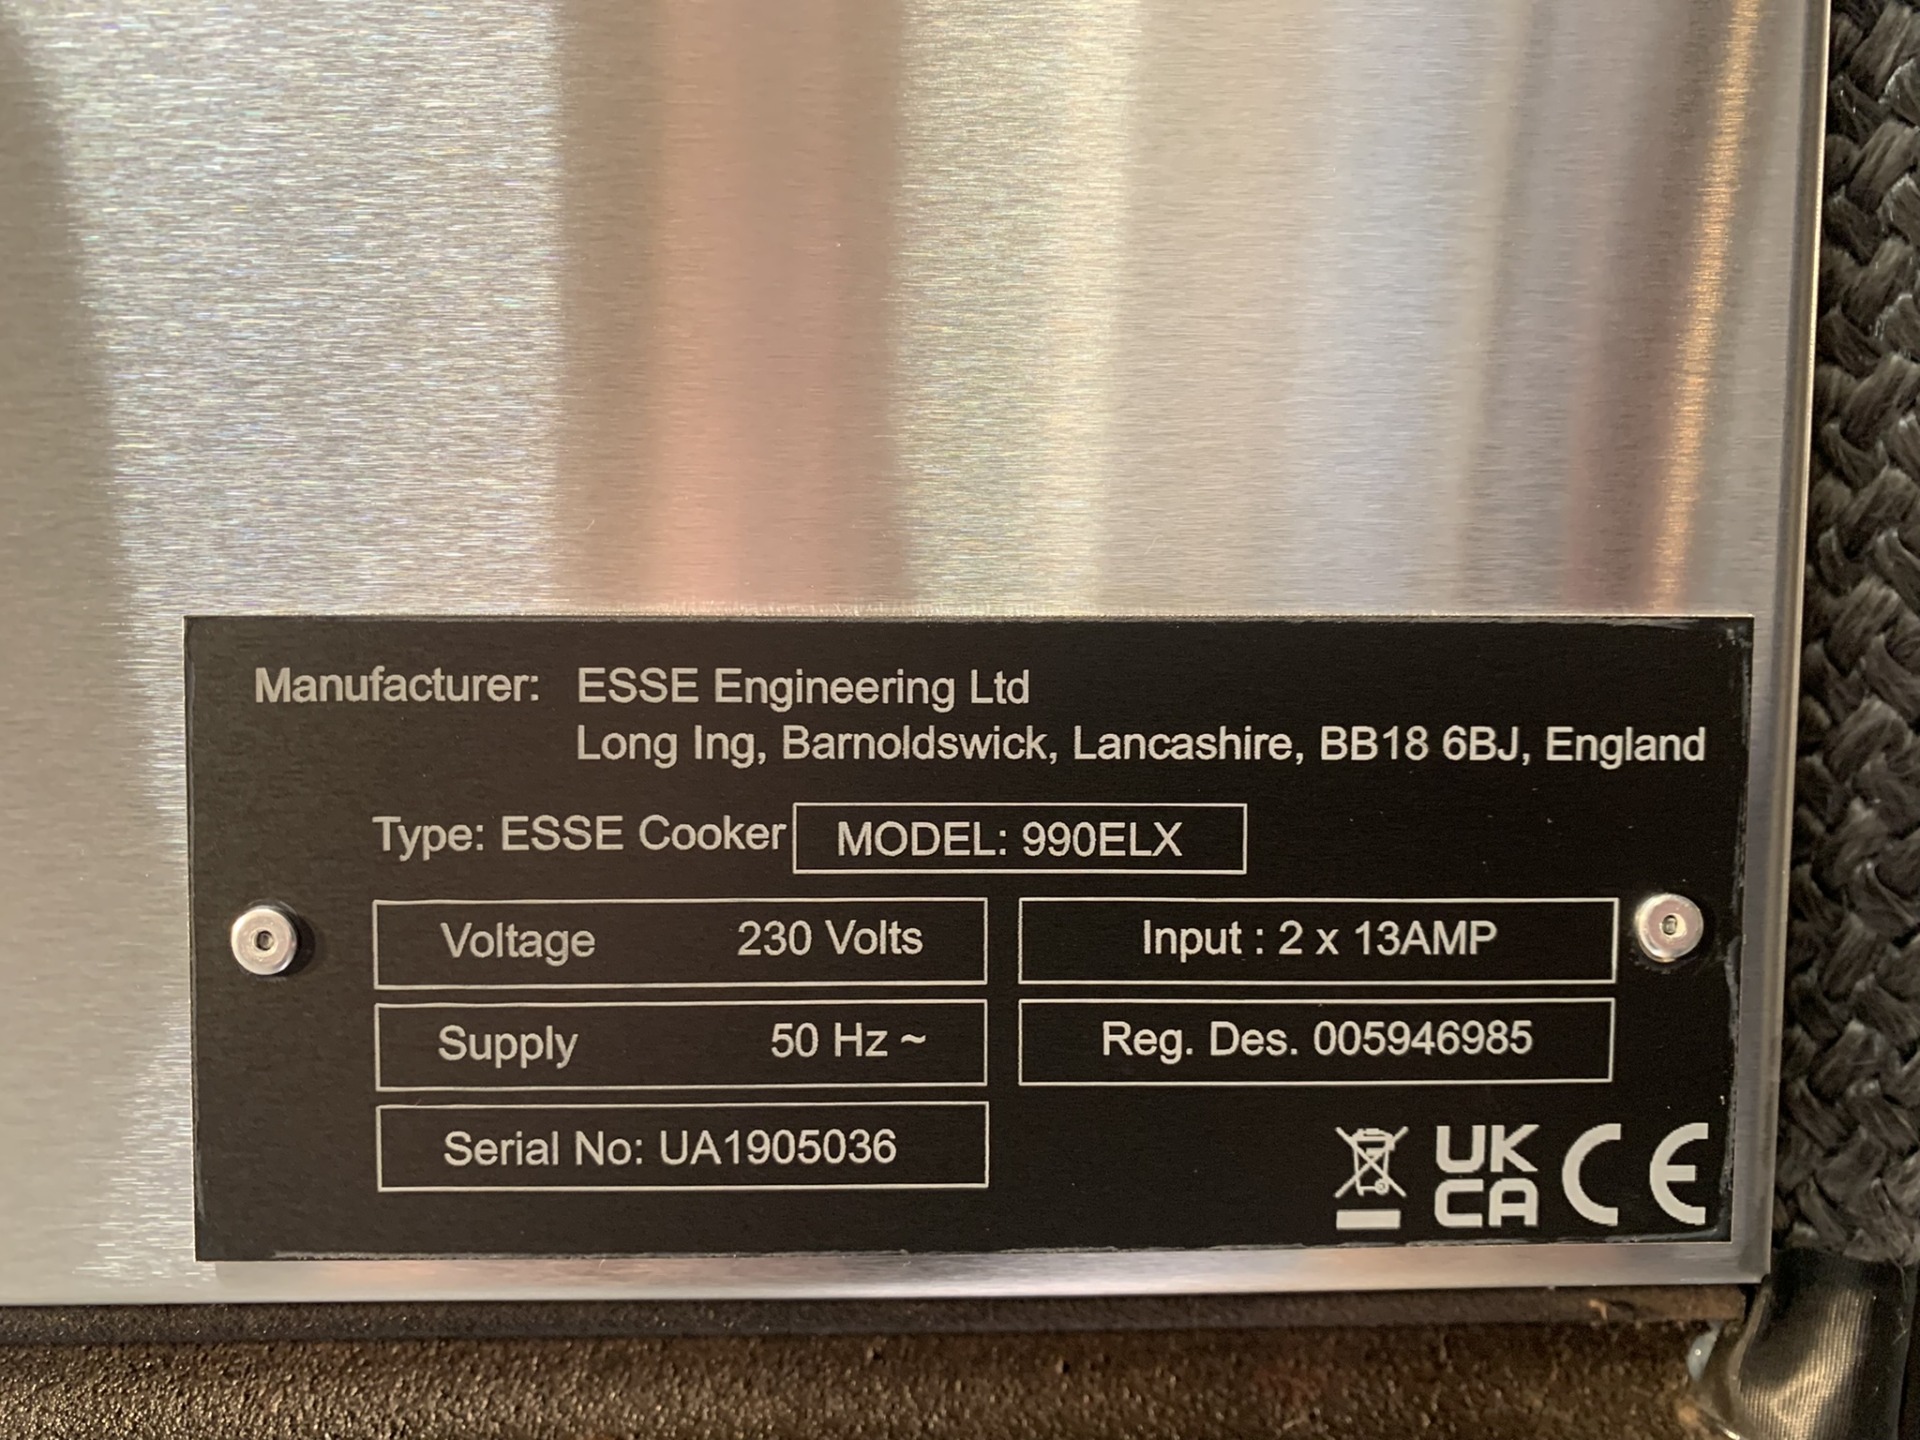 Manufacturer: ESSE Engineering Ltd
Long Ing, Barnoldswick, Lancashire, BB18 6BJ, England
Type: ESSE Cooker MODEL: 990ELX
Voltage 230 Volts Input : 2 x 13AMP
Supply 50 Hz ~ Reg. Des. 005946985
Serial No: UA1905036
UK
CA CE